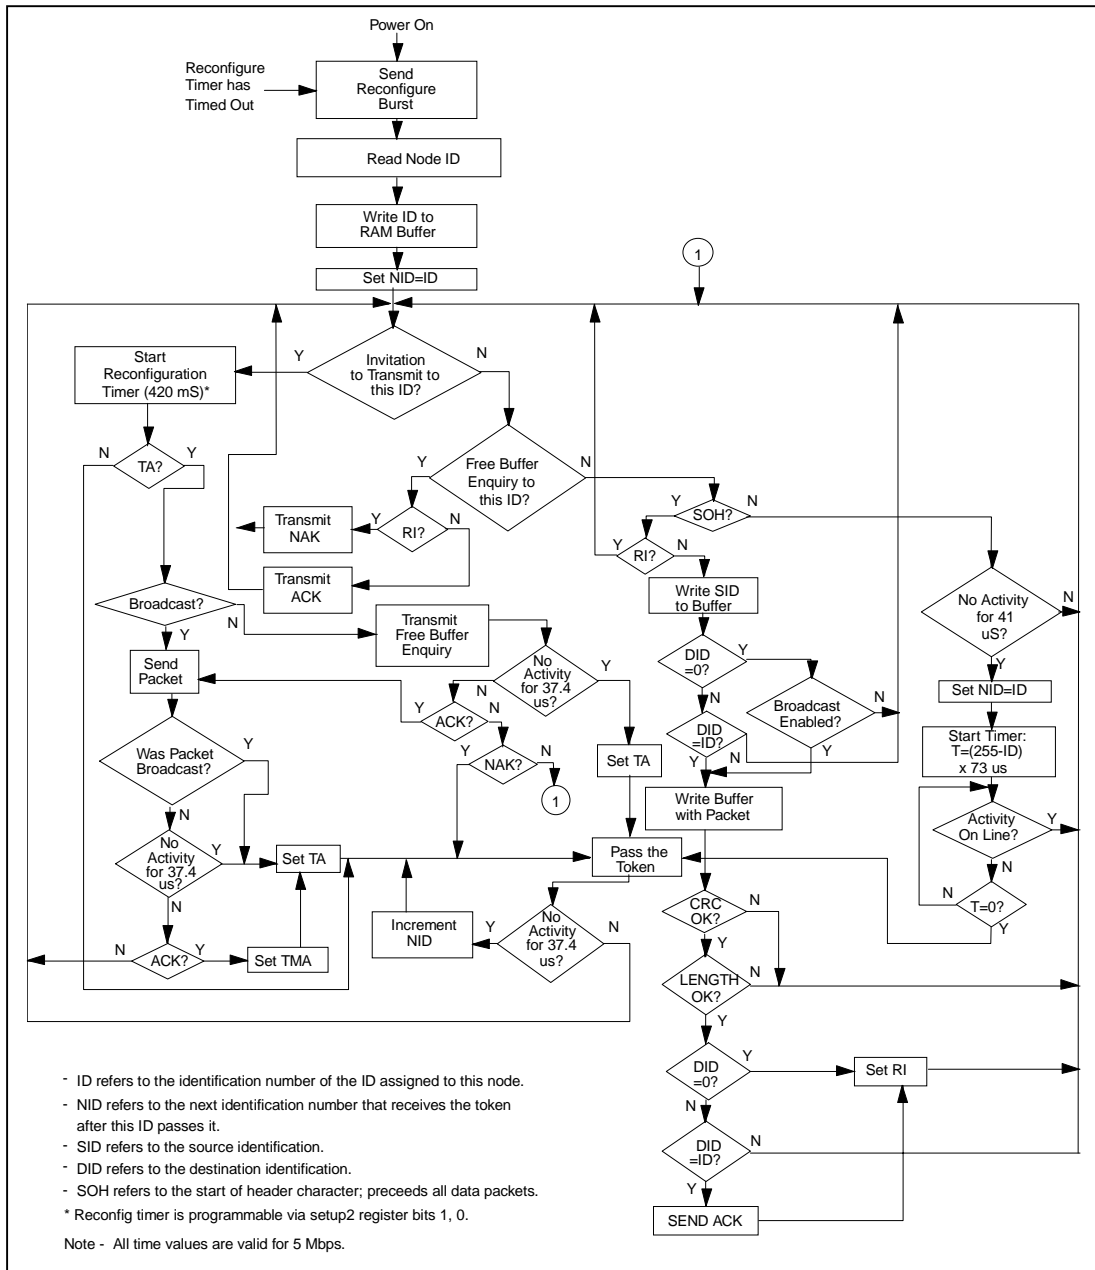 Power On
Reconfigure
Timer has
Timed Out
Send
Reconfigure
Burst
Read Node ID
Write ID to
RAM Buffer
1
Set NID=ID
Start
Reconfiguration
Timer (420 mS)*
Y
Invitation
to Transmit to
this ID?
N
N
TA?
Y
Y
Free Buffer
Enquiry to
this ID?
N
Transmit
NAK
Y
RI?
N
Y
SOH?
N
Y
RI?
N
Transmit
ACK
Write SID
to Buffer
No Activity
for 41
uS?
N
Y
Broadcast?
N
Y
Transmit
Free Buffer
Enquiry
Send
Packet
No
Activity
for 37.4
us?
N
Y
DID
=0?
Y
N
Set NID=ID
Broadcast
Enabled?
N
Y
Y
ACK?
N
DID
=ID?
Y
N
Start Timer:
T=(255-ID)
x 73 us
Was Packet
Broadcast?
Y
N
Y
NAK?
N
1
Set TA
Write Buffer
with Packet
Activity
On Line?
Y
N
No
Activity
for 37.4
us?
Y
N
Set TA
Pass the
Token
N
T=0?
Y
CRC
OK?
N
Y
Increment
NID
Y
No
Activity
for 37.4
us?
N
N
ACK?
Y
Set TMA
LENGTH
OK?
N
Y
DID
=0?
Y
N
Set RI
DID
=ID?
N
Y
SEND ACK
- ID refers to the identification number of the ID assigned to this node.
- NID refers to the next identification number that receives the token
after this ID passes it.
- SID refers to the source identification.
- DID refers to the destination identification.
- SOH refers to the start of header character; preceeds all data packets.
* Reconfig timer is programmable via setup2 register bits 1, 0.
Note - All time values are valid for 5 Mbps.